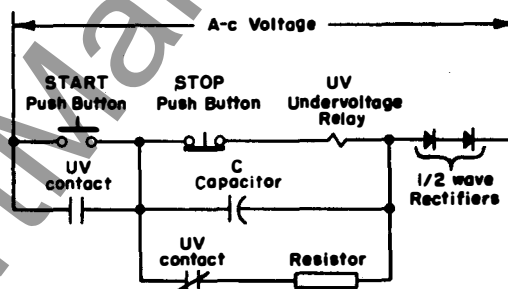 A-c Voltage
START
Push Button
STOP
Push Button
UV
Undervoltage
Relay
UV
contact
C
Capacitor
1/2 wave
Rectifiers
UV
contact
Resistor